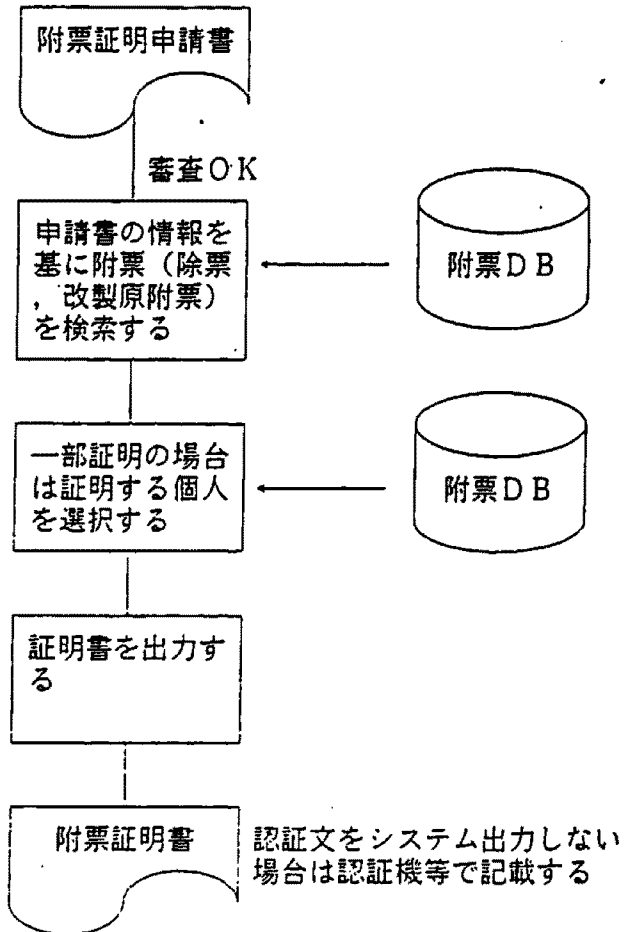 附票証明申請書
審査OK
申請書の情報を
基に附票（除票
，改製原附票）
を検索する
附票DB
一部証明の場合
は証明する個人
を選択する
附票DB
証明書を出力す
る
附票証明書
認証文をシステム出力しない
場合は認証機等で記載する